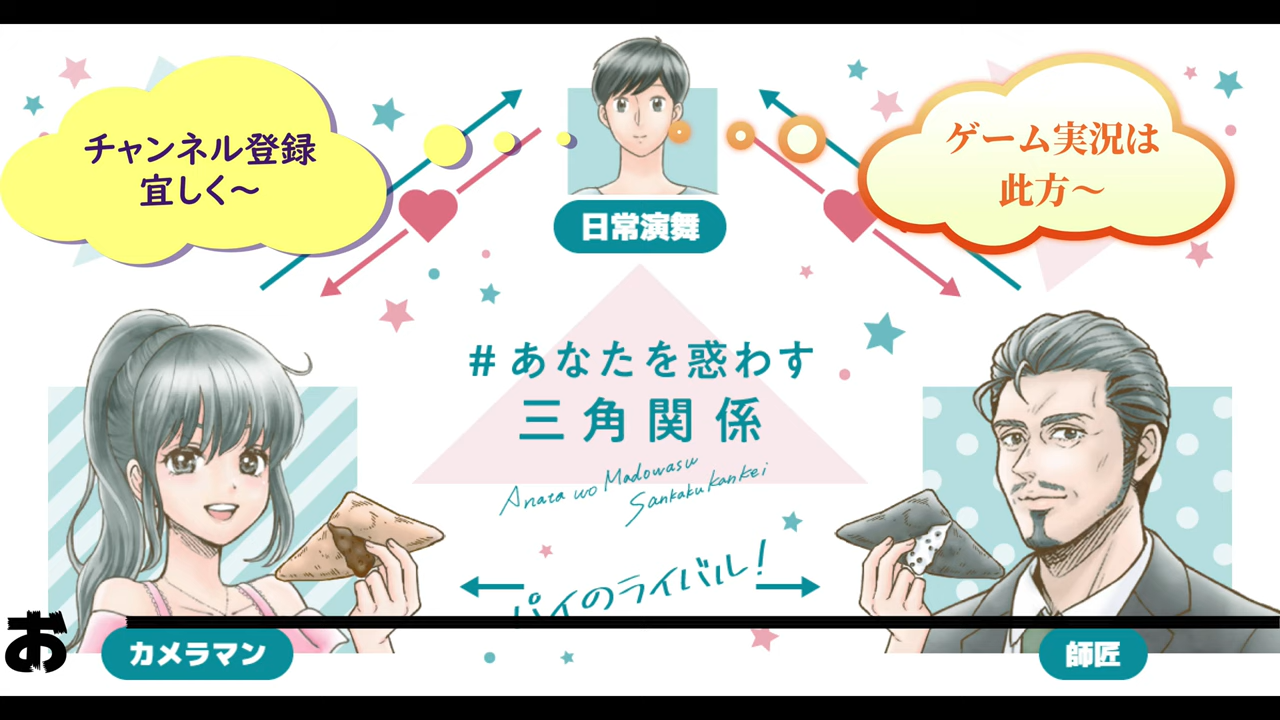 チャンネル登録
宜しく〜
ゲーム実況は
此方〜
日常演舞
#あなたを惑わす
三角関係
Anata wo Madowasu
Sankaku kankei
パイのライバル!
お
カメラマン
師匠